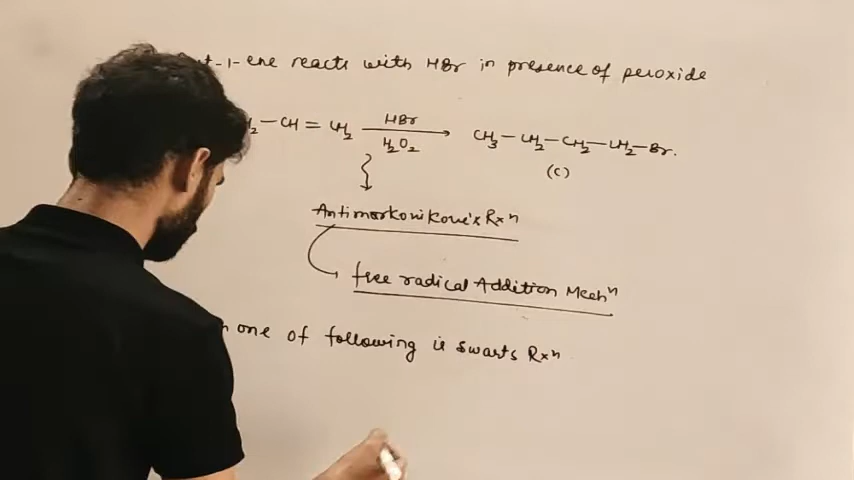 -1-ene reacts with HBr in presence of peroxide
-CH=CH₂ HBr H₂O₂ → CH₃-CH₂-CH₂-CH₂-Br.
(C)
Antimarkonikove's Rxⁿ
free radical Addition Mechⁿ
one of following is swarts Rxⁿ